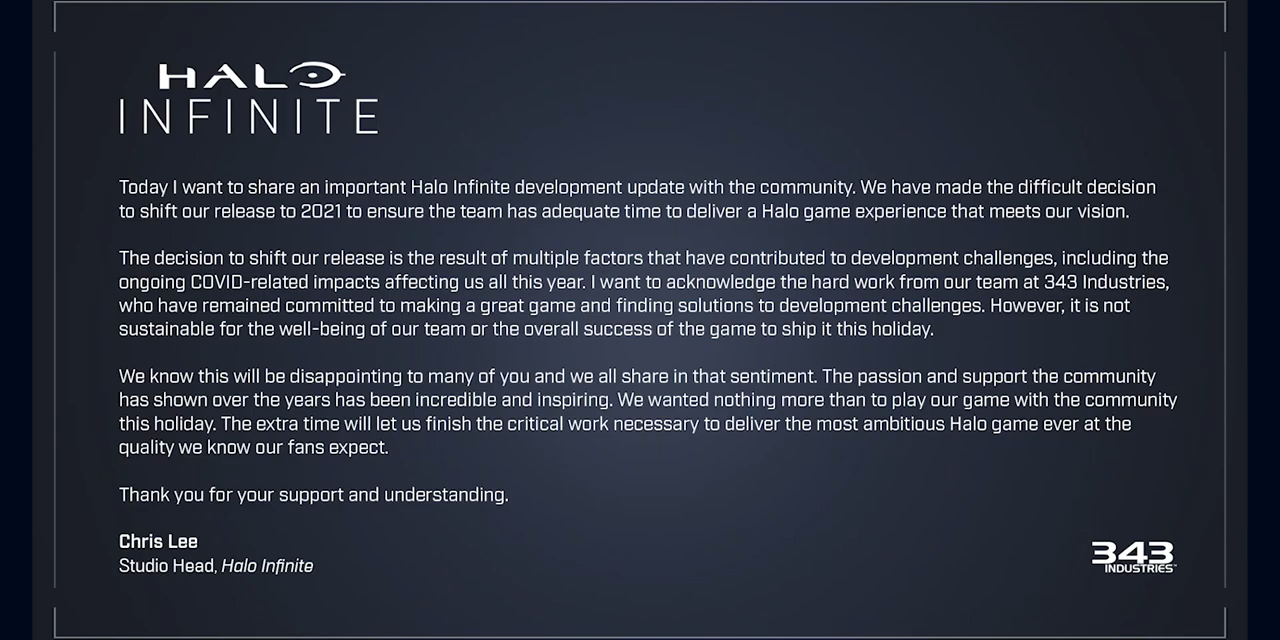 HALO
INFINITE
Today I want to share an important Halo Infinite development update with the community. We have made the difficult decision
to shift our release to 2021 to ensure the team has adequate time to deliver a Halo game experience that meets our vision.
The decision to shift our release is the result of multiple factors that have contributed to development challenges, including the
ongoing COVID-related impacts affecting us all this year. I want to acknowledge the hard work from our team at 343 Industries,
who have remained committed to making a great game and finding solutions to development challenges. However, it is not
sustainable for the well-being of our team or the overall success of the game to ship it this holiday.
We know this will be disappointing to many of you and we all share in that sentiment. The passion and support the community
has shown over the years has been incredible and inspiring. We wanted nothing more than to play our game with the community
this holiday. The extra time will let us finish the critical work necessary to deliver the most ambitious Halo game ever at the
quality we know our fans expect.
Thank you for your support and understanding.
Chris Lee
Studio Head, Halo Infinite
343
INDUSTRIES™